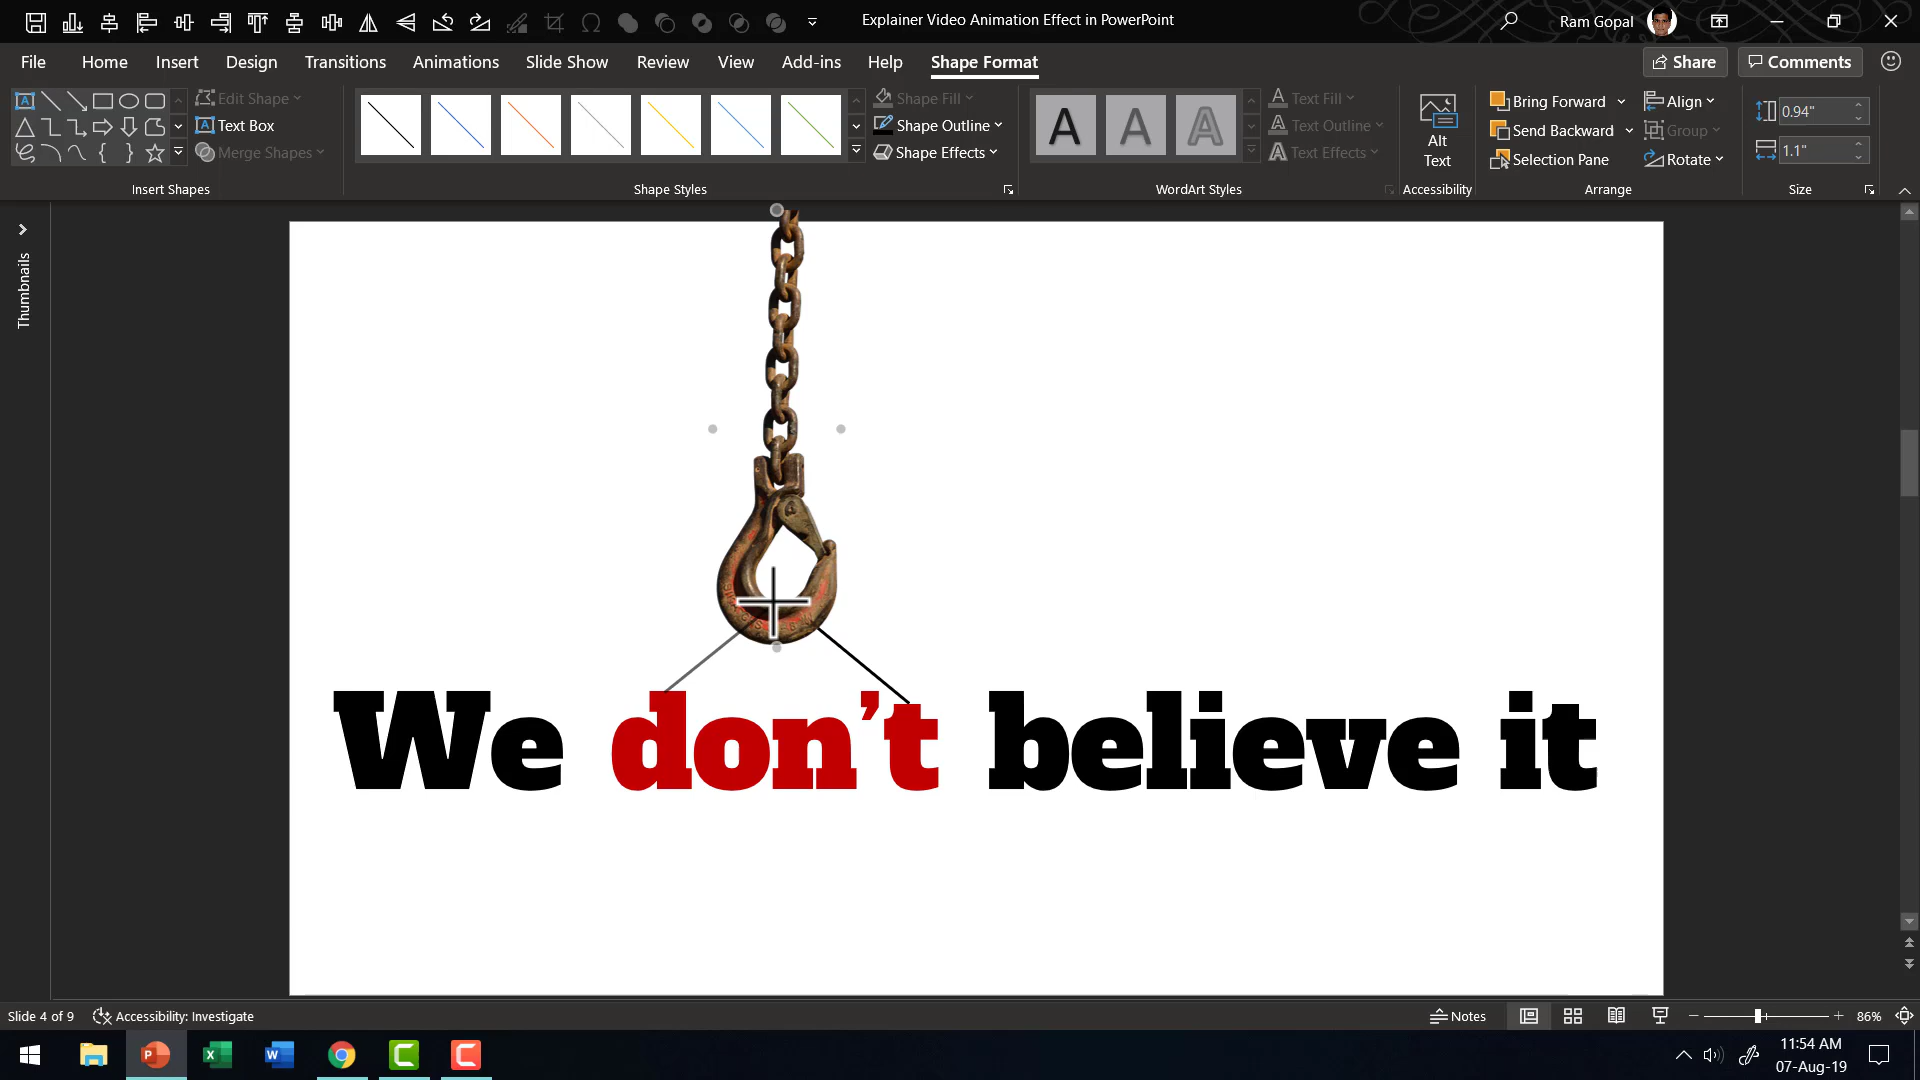 Explainer Video Animation Effect in PowerPoint
Ram Gopal
File Home Insert Design Transitions Animations Slide Show Review View Add-ins Help Shape Format
Share Comments
Edit Shape
Text Box
Merge Shapes
Insert Shapes
Shape Fill
Shape Outline
Shape Effects
Shape Styles
A A A
Text Fill
Text Outline
Text Effects
WordArt Styles
Alt
Text
Accessibility
Bring Forward
Send Backward
Selection Pane
Align
Group
Rotate
Arrange
0.94"
1.1"
Size
Thumbnails
We don't believe it
Slide 4 of 9 Accessibility: Investigate
Notes
86%
11:54 AM
07-Aug-19